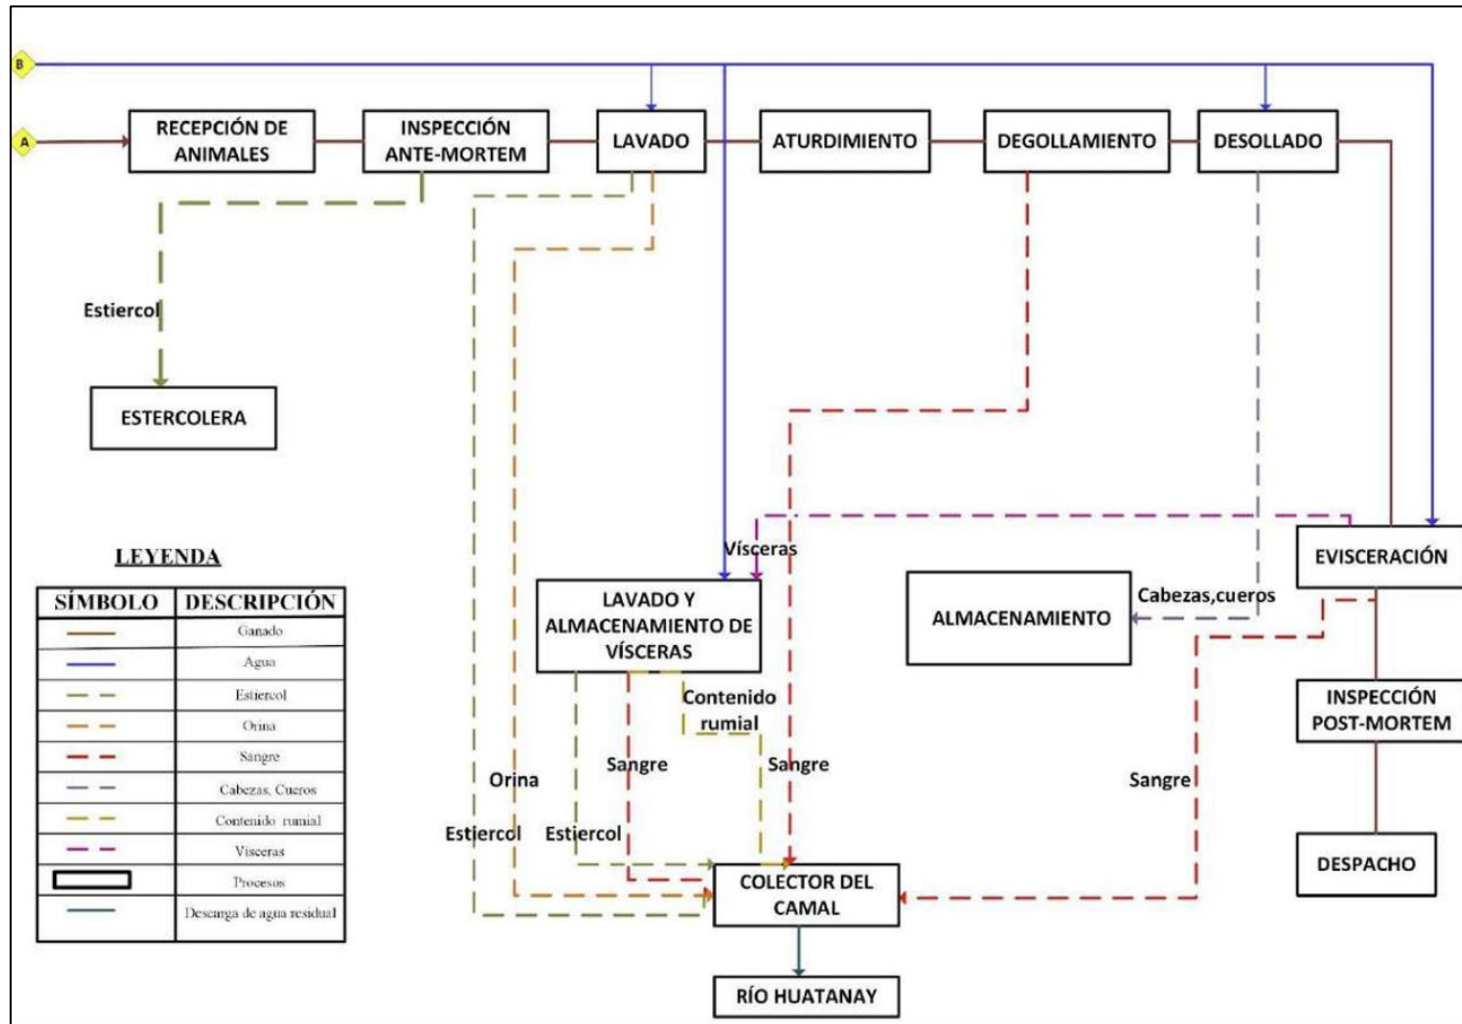 B
A
RECEPCIÓN DE
ANIMALES
INSPECCIÓN
ANTE-MORTEM
LAVADO
ATURDIMIENTO
DEGOLLAMIENTO
DESOLLADO
Estiercol
ESTERCOLERA
Vísceras
EVISCERACIÓN
LAVADO Y
ALMACENAMIENTO DE
VÍSCERAS
ALMACENAMIENTO
Cabezas,cueros
Contenido
rumial
INSPECCIÓN
POST-MORTEM
Orina
Sangre
Sangre
Sangre
Estiercol
Estiercol
DESPACHO
COLECTOR DEL
CAMAL
RÍO HUATANAY
LEYENDA
SÍMBOLO DESCRIPCIÓN
Ganado
Agua
Estiercol
Orina
Sangre
Cabezas, Cueros
Contenido rumial
Visceras
Procesos
Descarga de agua residual